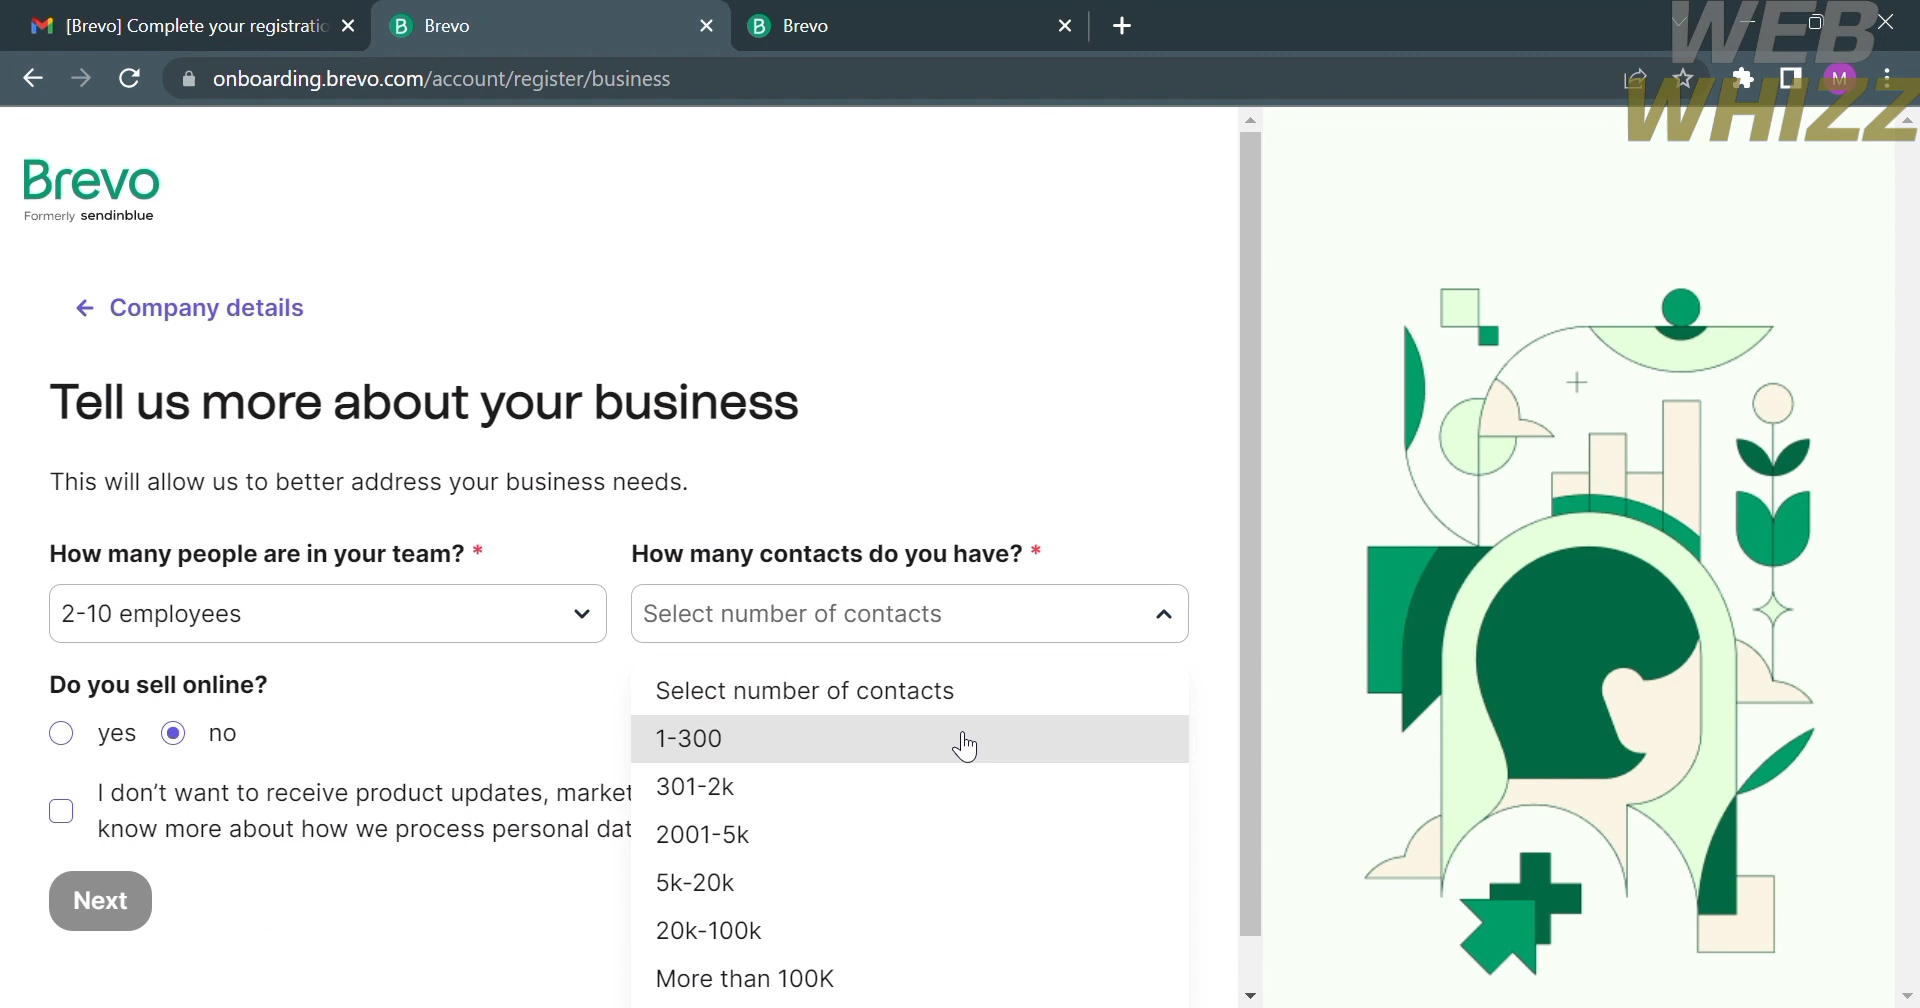 [Brevo] Complete your registratio
Brevo
Brevo
onboarding.brevo.com/account/register/business
M
WEB
WHIZZ
Brevo
Formerly sendinblue
← Company details
Tell us more about your business
This will allow us to better address your business needs.
How many people are in your team? *
How many contacts do you have? *
2-10 employees
Select number of contacts
Do you sell online?
yes
no
Select number of contacts
1-300
301-2k
2001-5k
5k-20k
20k-100k
More than 100K
I don't want to receive product updates, market
know more about how we process personal dat
Next